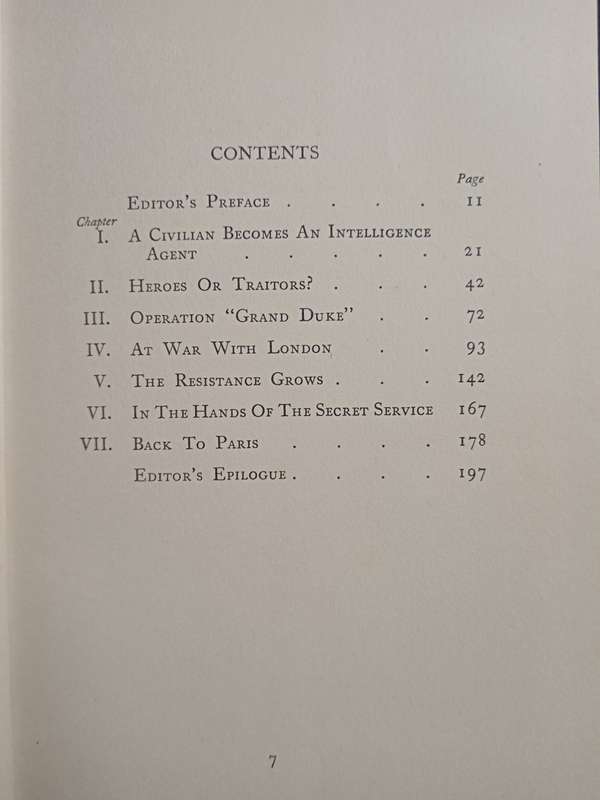 CONTENTS
Page
Editor's Preface . . . . 11
Chapter
I. A Civilian Becomes An Intelligence
Agent . . . . . 21
II. Heroes Or Traitors? . . . 42
III. Operation "Grand Duke" . . 72
IV. At War With London . . 93
V. The Resistance Grows . . . 142
VI. In The Hands Of The Secret Service 167
VII. Back To Paris . . . . 178
Editor's Epilogue . . . . 197
7